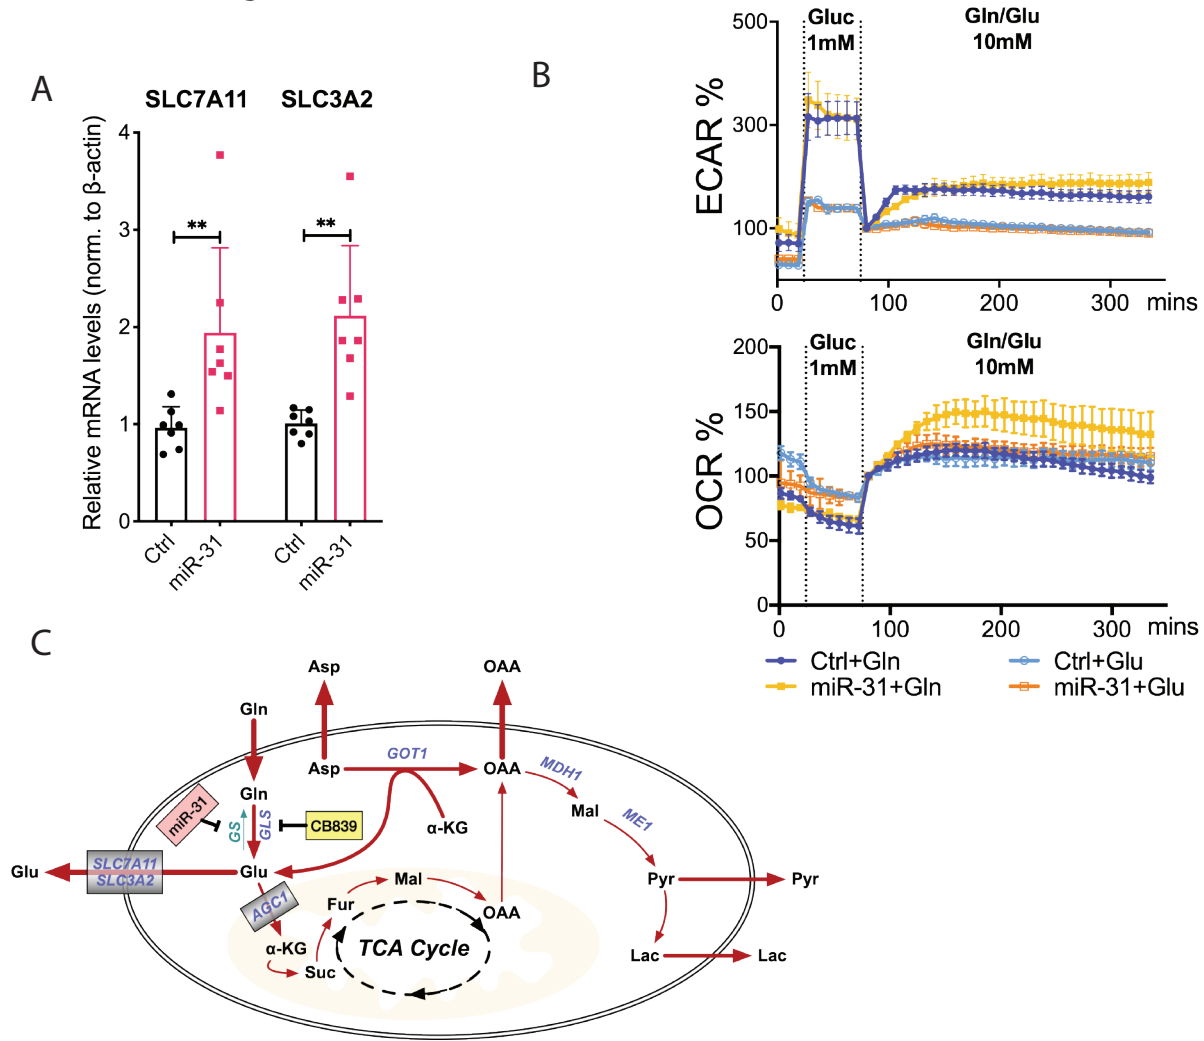 A
SLC7A11 SLC3A2
Relative mRNA levels (norm. to β-actin)
4
3
2
1
0
** **
Ctrl miR-31 Ctrl miR-31
B
ECAR %
500
300
100
Gluc
1mM
Gln/Glu
10mM
0 100 200 300 mins
OCR %
200
150
100
50
0
Gluc
1mM
Gln/Glu
10mM
0 100 200 300 mins
Ctrl+Gln Ctrl+Glu
miR-31+Gln miR-31+Glu
C
Asp OAA
Gln
GOT1
Asp OAA MDH1
Gln
Mal
miR-31 GS GLS CB839
α-KG ME1
Glu SLC7A11 Glu
SLC3A2
Mal Pyr Pyr
AGC1
Fur OAA
α-KG TCA Cycle
Suc
Lac Lac